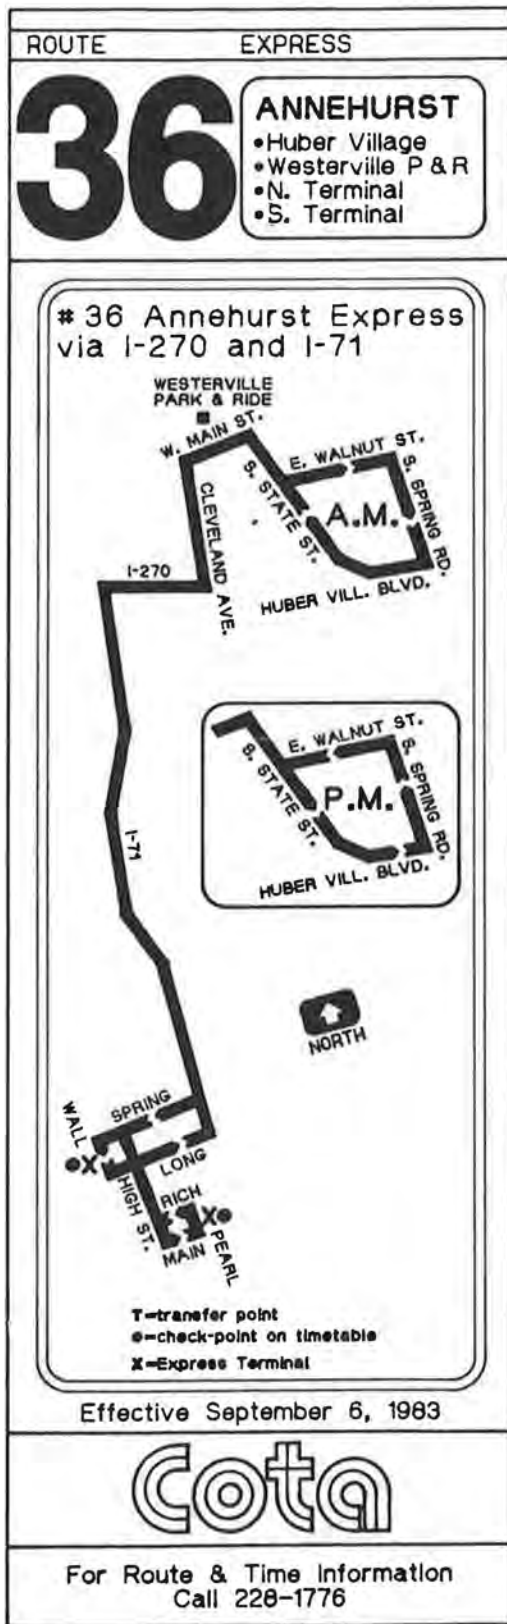 ROUTE EXPRESS
36
ANNEHURST
•Huber Village
•Westerville P & R
•N. Terminal
•S. Terminal
# 36 Annehurst Express
via I-270 and I-71
WESTERVILLE
PARK & RIDE
W. MAIN ST.
E. WALNUT ST.
S. STATE ST.
S. SPRING RD.
A.M.
CLEVELAND AVE.
I-270
HUBER VILL. BLVD.
E. WALNUT ST.
S. STATE ST.
S. SPRING RD.
P.M.
HUBER VILL. BLVD.
I-71
NORTH
SPRING
WALL
X
LONG
HIGH ST.
RICH
X
MAIN
PEARL
T=transfer point
●=check-point on timetable
X=Express Terminal
Effective September 6, 1983
cota
For Route & Time Information
Call 228-1776